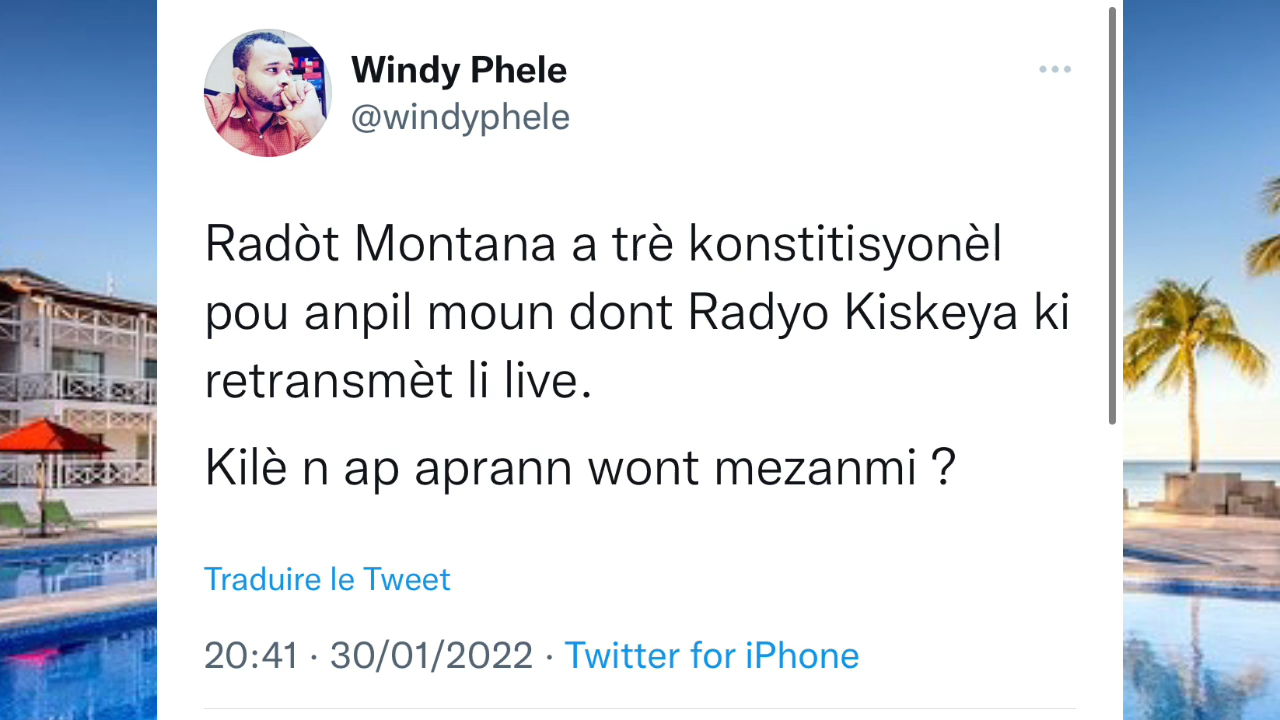 Windy Phele
@windyphele
Radòt Montana a trè konstitisyonèl
pou anpil moun dont Radyo Kiskeya ki
retransmèt li live.
Kilè n ap aprann wont mezanmi ?
Traduire le Tweet
20:41 · 30/01/2022 · Twitter for iPhone